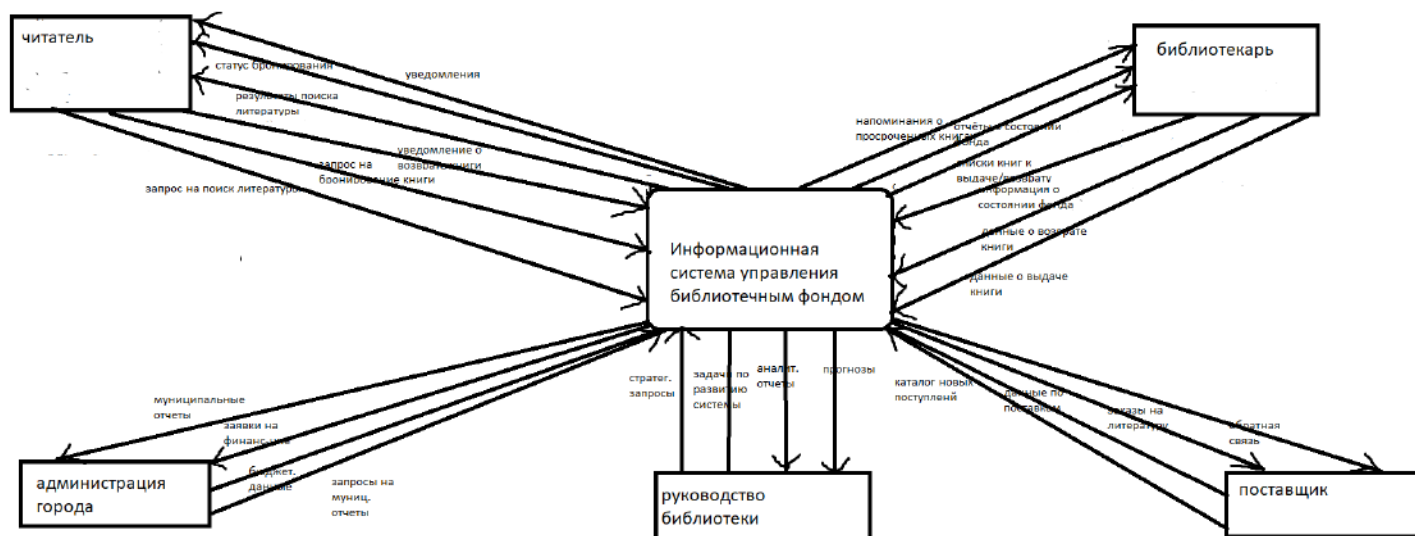 читатель
библиотекарь
статус бронирования
уведомления
результаты поиска
литературы
напоминания о
просроченных книгах
отчёты о состоянии
фонда
уведомление о
возврате книги
запрос на
бронирование книги
запрос на поиск литературы
списки книг к
выдаче/возврату
информация о
состоянии фонда
данные о возврате
книги
данные о выдаче
книги
Информационная
система управления
библиотечным фондом
муниципальные
отчеты
заявки на
финанс-ние
бюджет.
данные
запросы на
муниц.
отчеты
стратег.
запросы
задачи по
развитию
системы
аналит.
отчеты
прогнозы
каталог новых
поступленй
данные по
поставком
заказы на
литературу
обратная
связь
администрация
города
руководство
библиотеки
поставщик